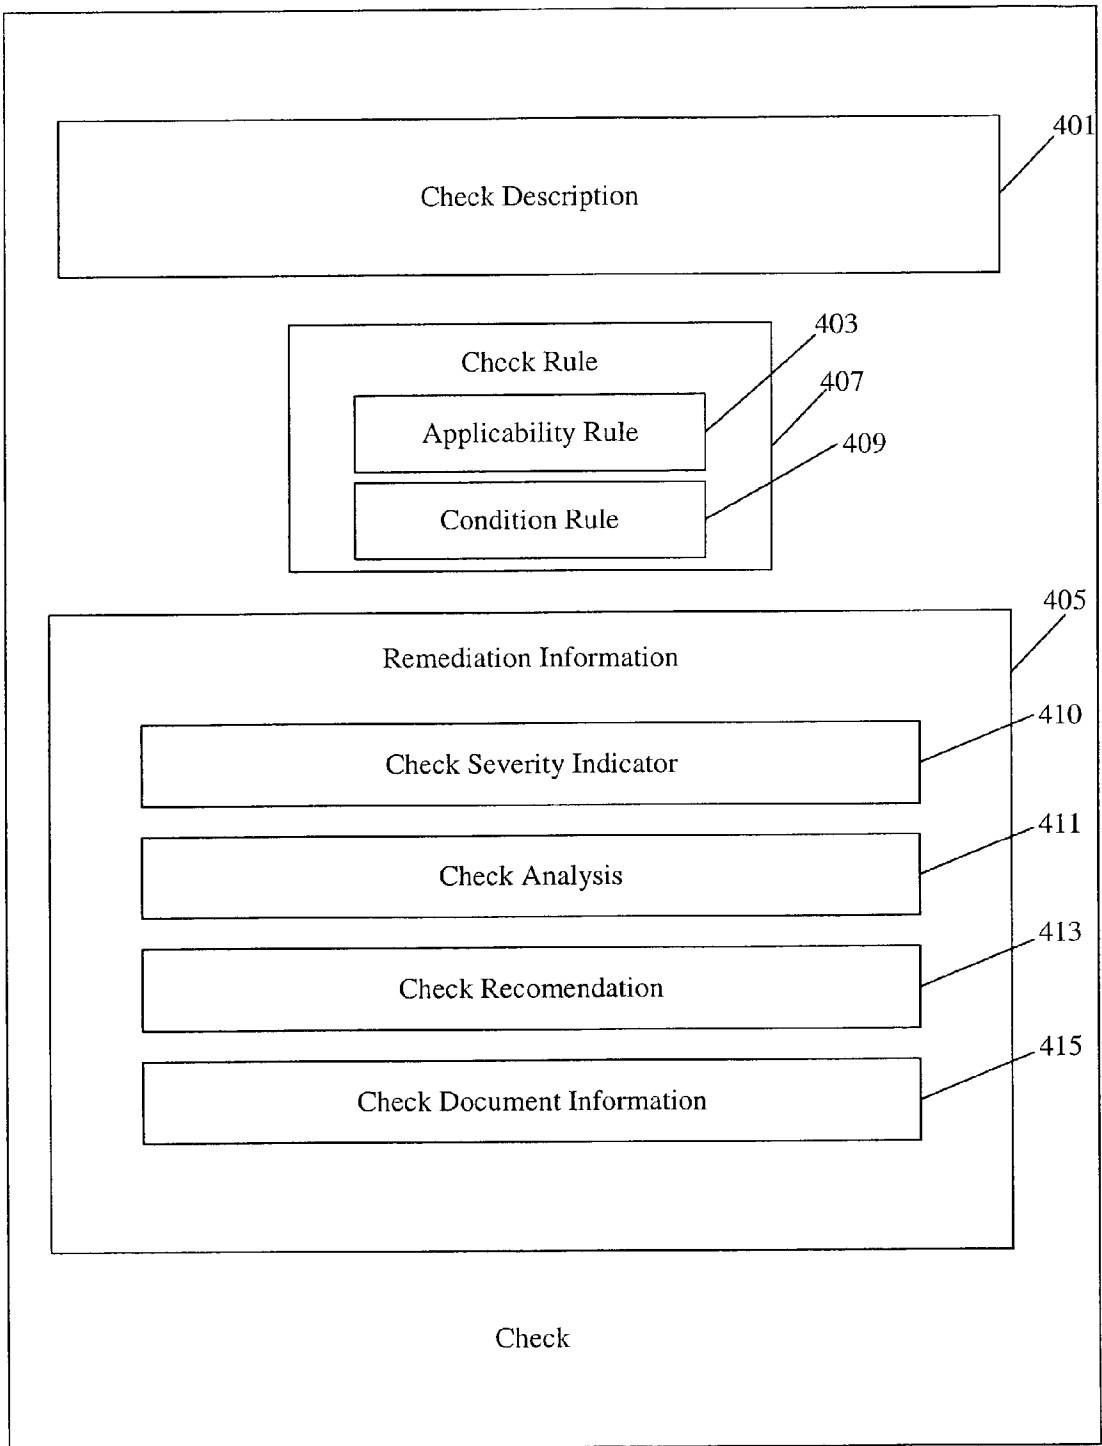 401
Check Description
403
Check Rule
407
Applicability Rule
409
Condition Rule
405
Remediation Information
410
Check Severity Indicator
411
Check Analysis
413
Check Recomendation
415
Check Document Information
Check